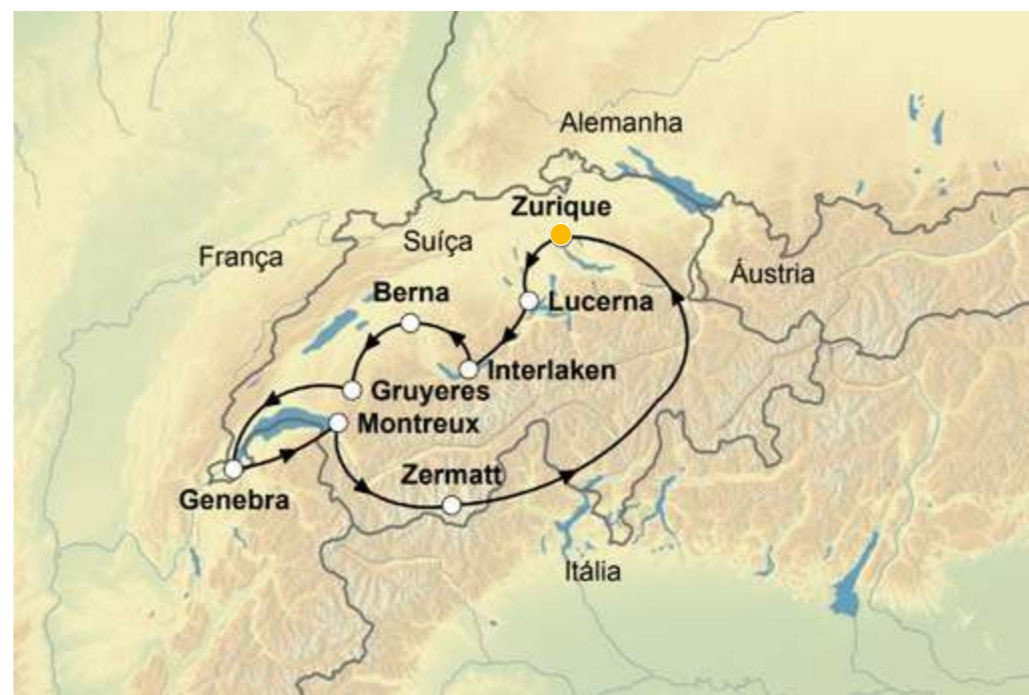 Alemanha
Zurique
Suíça
França
Áustria
Berna
Lucerna
Interlaken
Gruyeres
Montreux
Zermatt
Genebra
Itália